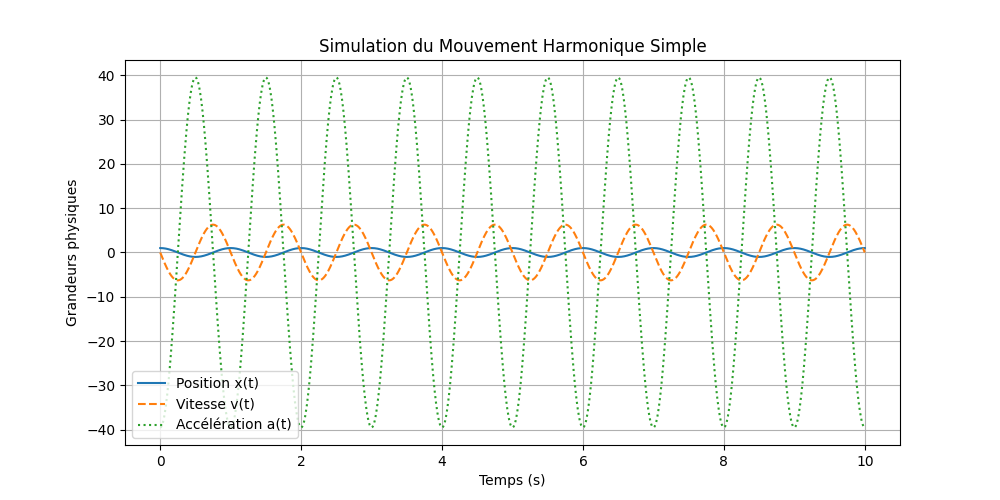 Simulation du Mouvement Harmonique Simple
Grandeurs physiques
40
30
20
10
0
−10
−20
−30
−40
Position x(t)
Vitesse v(t)
Accélération a(t)
0 2 4 6 8 10
Temps (s)